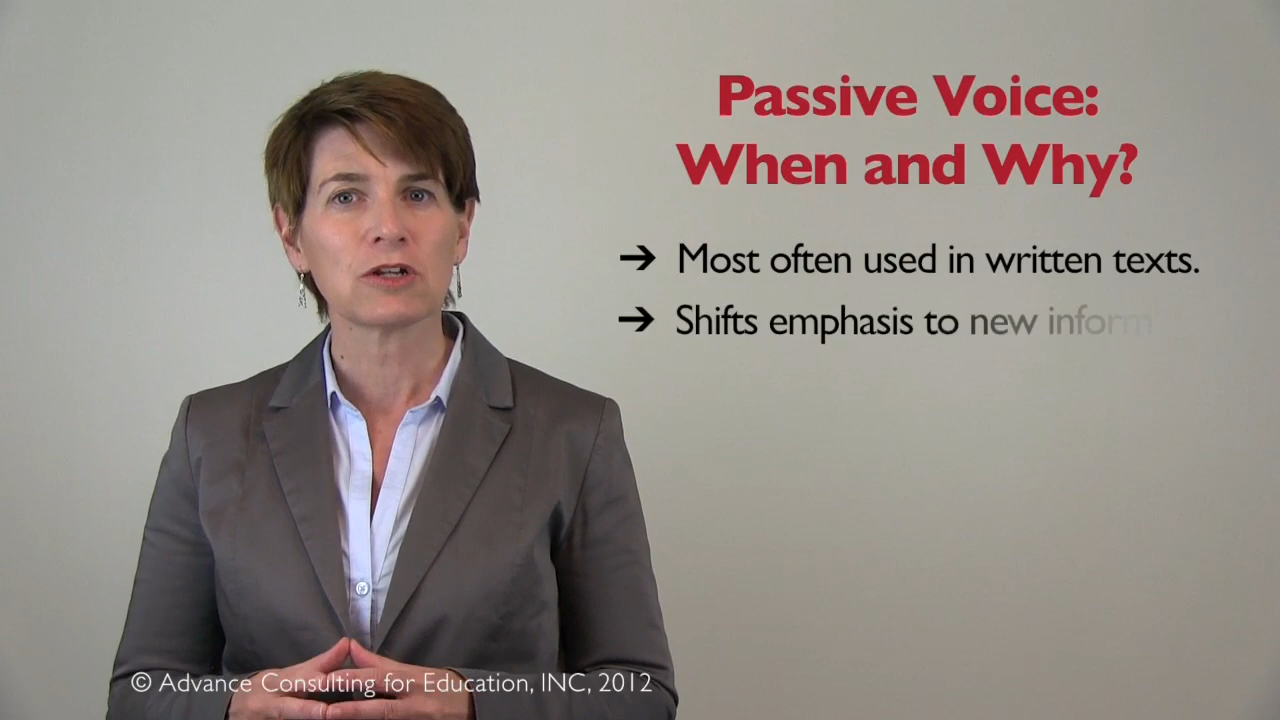 Passive Voice:
When and Why?
➔ Most often used in written texts.
➔ Shifts emphasis to new inform
© Advance Consulting for Education, INC, 2012